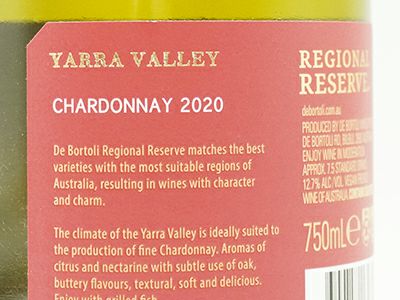 YARRA VALLEY
CHARDONNAY 2020
De Bortoli Regional Reserve matches the best
varieties with the most suitable regions of
Australia, resulting in wines with character
and charm.
The climate of the Yarra Valley is ideally suited to
the production of fine Chardonnay. Aromas of
citrus and nectarine with subtle use of oak,
buttery flavours, textural, soft and delicious.
Enjoy with grilled fish
REGIONAL
RESERVE.
debortoli.com.au
PRODUCED BY DE BORTOLI
DE BORTOLI RD,
ENJOY WINE IN MODERATION
APPROX. 7.5 STANDARD
12.7% ALC/VOL. VEGAN
WINE OF AUSTRALIA
750mL e